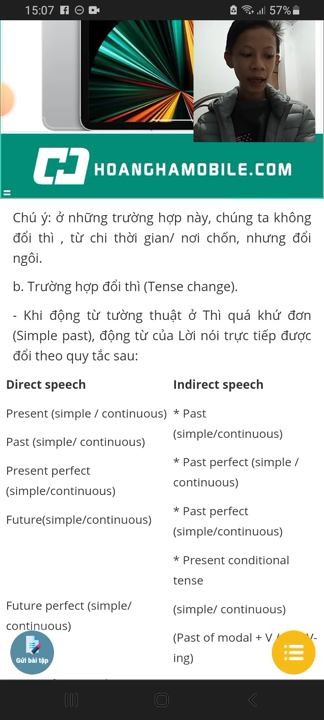 15:07
57%
HOANGHAMOBILE.COM
Chú ý: ở những trường hợp này, chúng ta không
đổi thì , từ chi thời gian/ nơi chốn, nhưng đổi
ngôi.
b. Trường hợp đổi thì (Tense change).
- Khi động từ tường thuật ở Thì quá khứ đơn
(Simple past), động từ của Lời nói trực tiếp được
đổi theo quy tắc sau:
Direct speech
Present (simple / continuous)
Past (simple/ continuous)
Present perfect
(simple/continuous)
Future(simple/continuous)
Future perfect (simple/
continuous)
Indirect speech
* Past
(simple/continuous)
* Past perfect (simple /
continuous)
* Past perfect
(simple/continuous)
* Present conditional
tense
(simple/ continuous)
(Past of modal + V /
ing)
Gửi bài tập